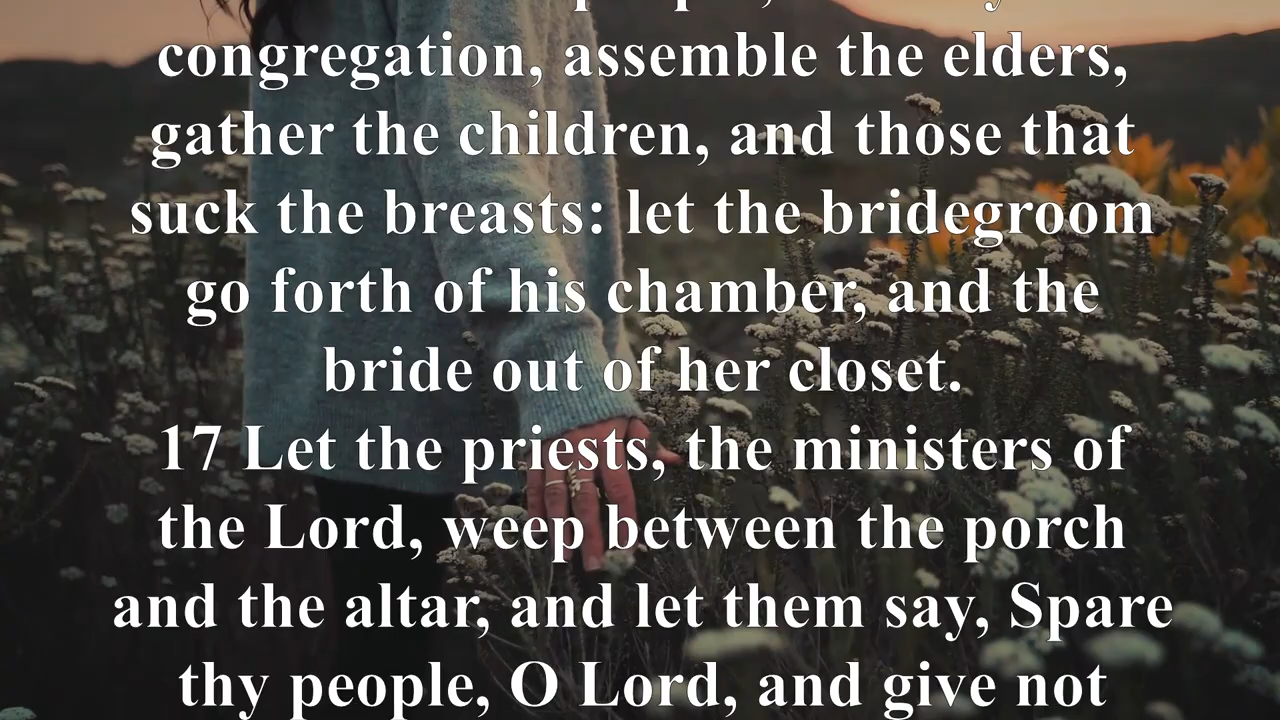 congregation, assemble the elders,
gather the children, and those that
suck the breasts: let the bridegroom
go forth of his chamber, and the
bride out of her closet.
17 Let the priests, the ministers of
the Lord, weep between the porch
and the altar, and let them say, Spare
thy people, O Lord, and give not